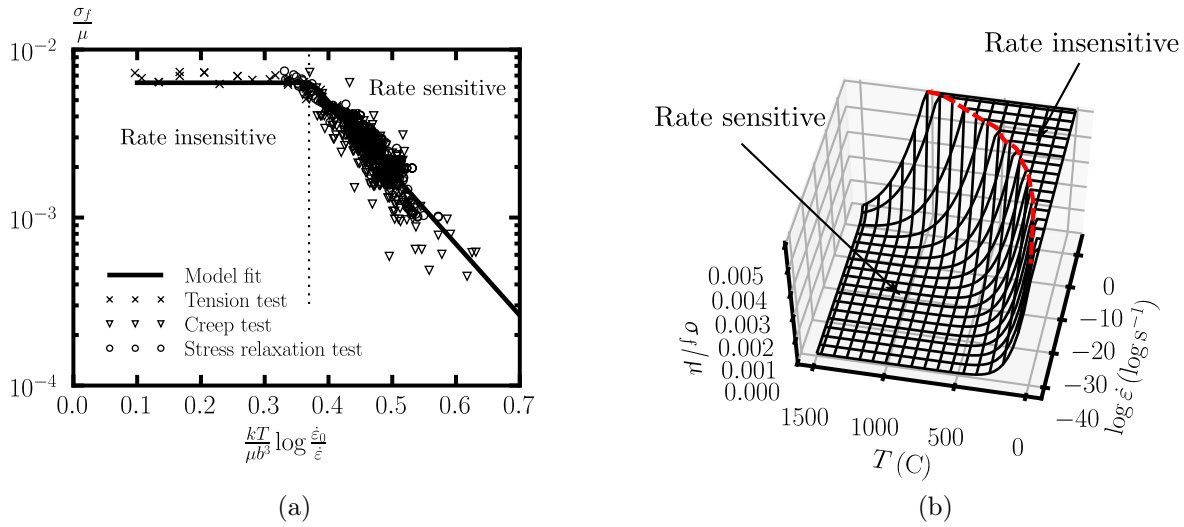 σ_f/μ
10⁻²
10⁻³
10⁻⁴
Rate sensitive
Rate insensitive
Model fit
Tension test
Creep test
Stress relaxation test
0.0 0.1 0.2 0.3 0.4 0.5 0.6 0.7
kT/μb³ log ε̇₀/ε̇
(a)
Rate insensitive
Rate sensitive
0.005
0.004
0.003
0.002
0.001
0.000
σ_f/μ
1500 1000 500 0
T (C)
0
−10
−20
−30
−40
log ε̇ (log s⁻¹)
(b)